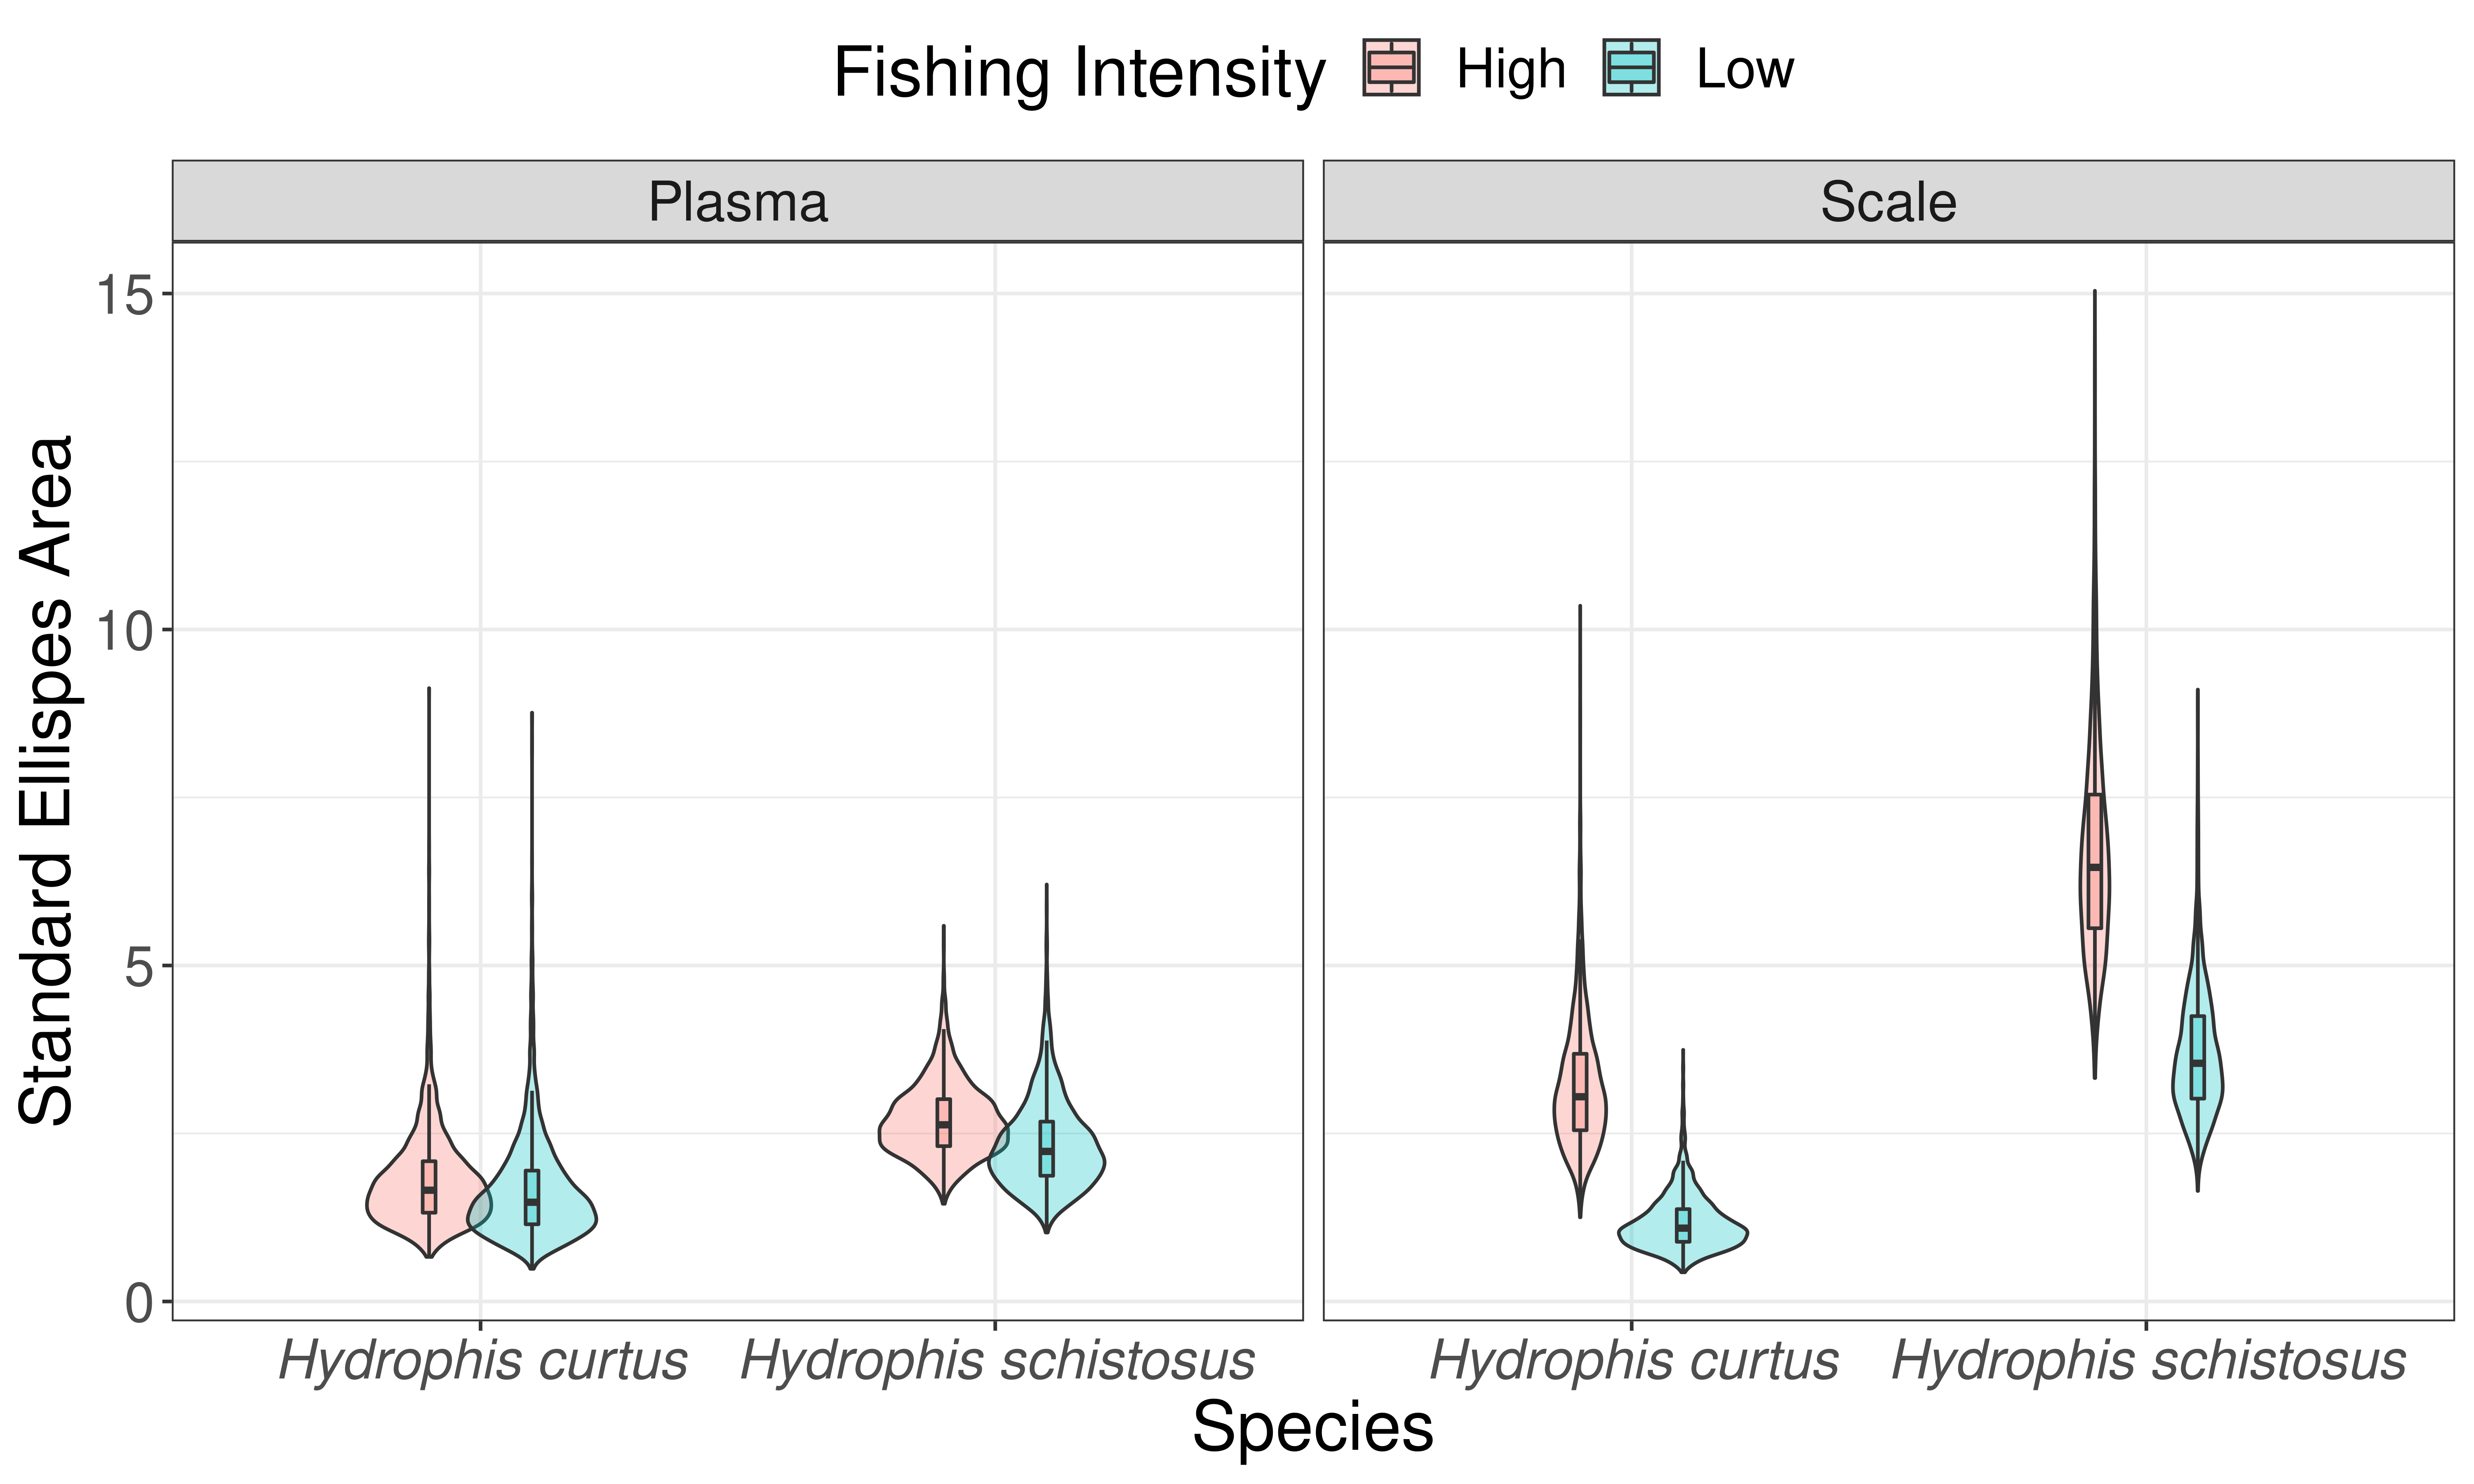 Fishing Intensity High Low
Plasma Scale
Standard Ellispes Area
15
10
5
0
Hydrophis curtus Hydrophis schistosus Hydrophis curtus Hydrophis schistosus
Species